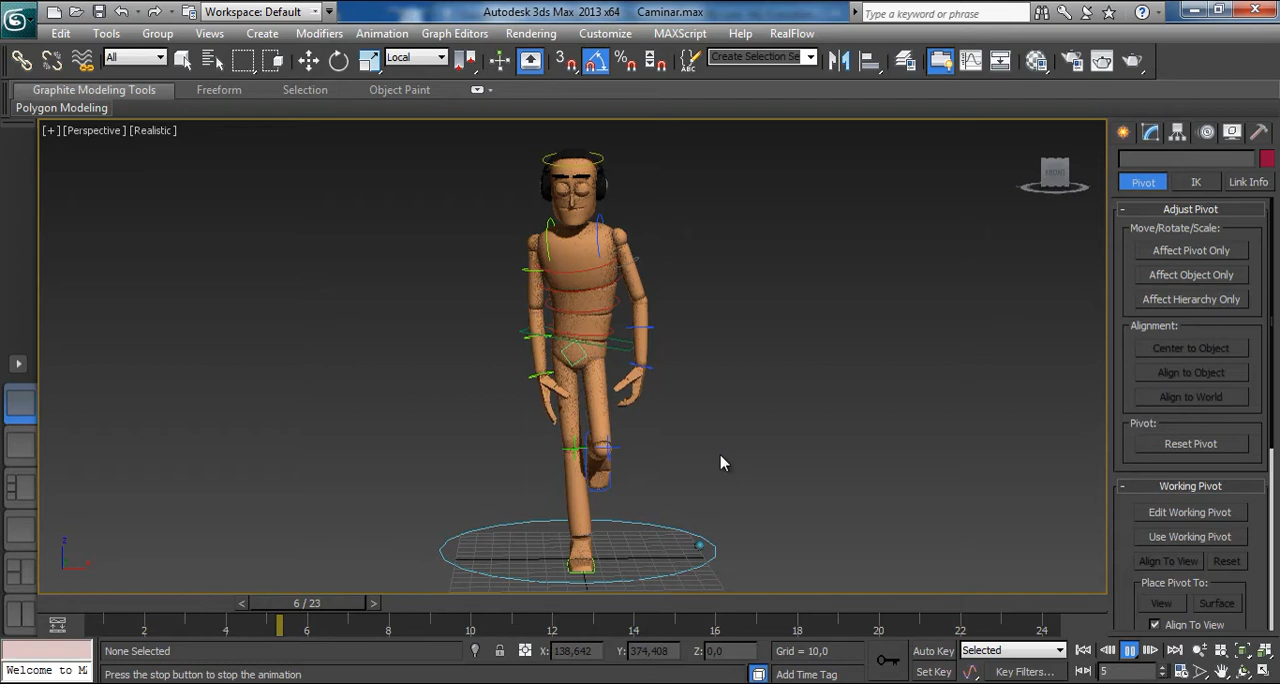 Workspace: Default
Autodesk 3ds Max 2013 x64 Caminar.max
Type a keyword or phrase
Edit Tools Group Views Create Modifiers Animation Graph Editors Rendering Customize MAXScript Help RealFlow
All
Local
3
Create Selection Se
Graphite Modeling Tools Freeform Selection Object Paint
Polygon Modeling
[+] [Perspective] [Realistic]
FRONT
Pivot IK Link Info
- Adjust Pivot
Move/Rotate/Scale:
Affect Pivot Only
Affect Object Only
Affect Hierarchy Only
Alignment:
Center to Object
Align to Object
Align to World
Pivot:
Reset Pivot
- Working Pivot
Edit Working Pivot
Use Working Pivot
Align To View Reset
Place Pivot To:
View Surface
Align To View
z
x
< 6 / 23 >
2 4 6 8 10 12 14 16 18 20 22 24
None Selected X: 138,642 Y: 374,408 Z: 0,0 Grid = 10,0 Auto Key Selected
Welcome to M Press the stop button to stop the animation Add Time Tag Set Key Key Filters... 5